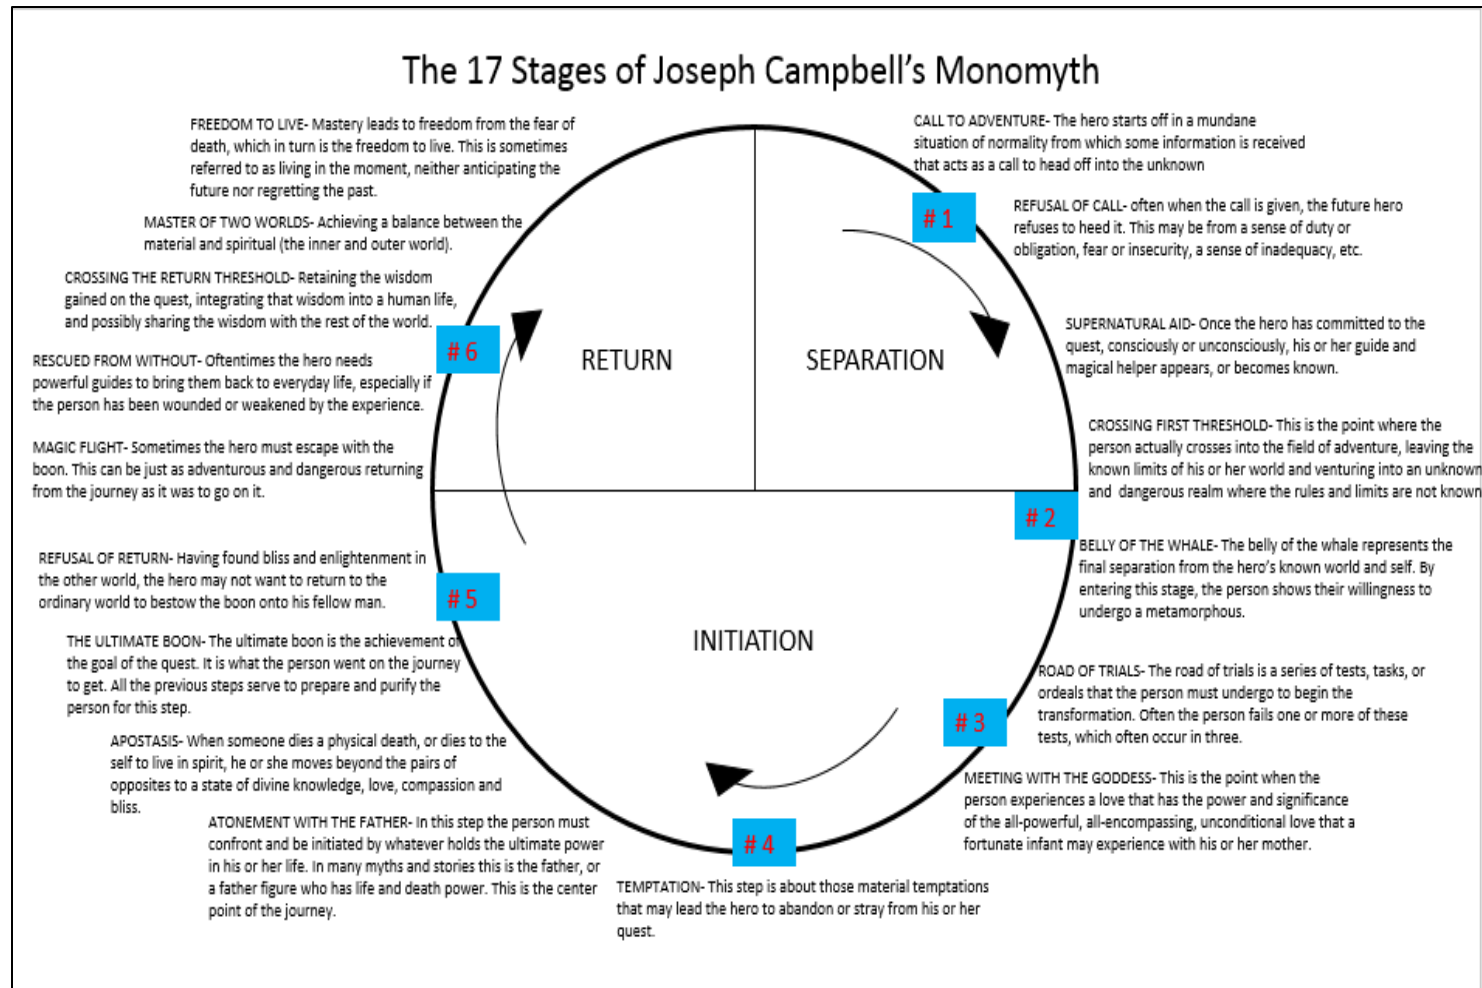 The 17 Stages of Joseph Campbell's Monomyth
CALL TO ADVENTURE- The hero starts off in a mundane
situation of normality from which some information is received
that acts as a call to head off into the unknown
# 1
REFUSAL OF CALL- often when the call is given, the future hero
refuses to heed it. This may be from a sense of duty or
obligation, fear or insecurity, a sense of inadequacy, etc.
SUPERNATURAL AID- Once the hero has committed to the
quest, consciously or unconsciously, his or her guide and
magical helper appears, or becomes known.
SEPARATION
CROSSING FIRST THRESHOLD- This is the point where the
person actually crosses into the field of adventure, leaving the
known limits of his or her world and venturing into an unknown
and dangerous realm where the rules and limits are not known
# 2
BELLY OF THE WHALE- The belly of the whale represents the
final separation from the hero's known world and self. By
entering this stage, the person shows their willingness to
undergo a metamorphous.
INITIATION
ROAD OF TRIALS- The road of trials is a series of tests, tasks, or
ordeals that the person must undergo to begin the
transformation. Often the person fails one or more of these
tests, which often occur in three.
# 3
MEETING WITH THE GODDESS- This is the point when the
person experiences a love that has the power and significance
of the all-powerful, all-encompassing, unconditional love that a
fortunate infant may experience with his or her mother.
# 4
TEMPTATION- This step is about those material temptations
that may lead the hero to abandon or stray from his or her
quest.
ATONEMENT WITH THE FATHER- In this step the person must
confront and be initiated by whatever holds the ultimate power
in his or her life. In many myths and stories this is the father, or
a father figure who has life and death power. This is the center
point of the journey.
APOSTASIS- When someone dies a physical death, or dies to the
self to live in spirit, he or she moves beyond the pairs of
opposites to a state of divine knowledge, love, compassion and
bliss.
THE ULTIMATE BOON- The ultimate boon is the achievement of
the goal of the quest. It is what the person went on the journey
to get. All the previous steps serve to prepare and purify the
person for this step.
# 5
REFUSAL OF RETURN- Having found bliss and enlightenment in
the other world, the hero may not want to return to the
ordinary world to bestow the boon onto his fellow man.
MAGIC FLIGHT- Sometimes the hero must escape with the
boon. This can be just as adventurous and dangerous returning
from the journey as it was to go on it.
RESCUED FROM WITHOUT- Oftentimes the hero needs
powerful guides to bring them back to everyday life, especially if
the person has been wounded or weakened by the experience.
# 6
RETURN
CROSSING THE RETURN THRESHOLD- Retaining the wisdom
gained on the quest, integrating that wisdom into a human life,
and possibly sharing the wisdom with the rest of the world.
MASTER OF TWO WORLDS- Achieving a balance between the
material and spiritual (the inner and outer world).
FREEDOM TO LIVE- Mastery leads to freedom from the fear of
death, which in turn is the freedom to live. This is sometimes
referred to as living in the moment, neither anticipating the
future nor regretting the past.